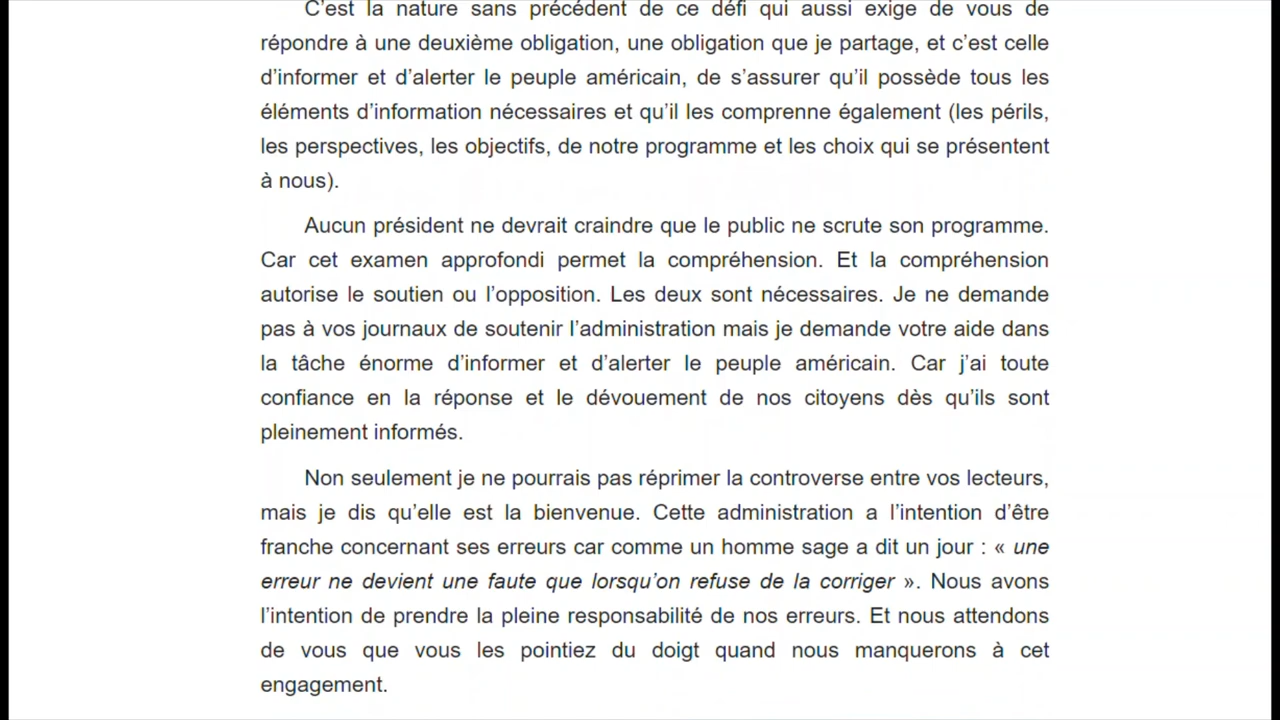 C’est la nature sans précédent de ce défi qui aussi exige de vous de
répondre à une deuxième obligation, une obligation que je partage, et c’est celle
d’informer et d’alerter le peuple américain, de s’assurer qu’il possède tous les
éléments d’information nécessaires et qu’il les comprenne également (les périls,
les perspectives, les objectifs, de notre programme et les choix qui se présentent
à nous).
Aucun président ne devrait craindre que le public ne scrute son programme.
Car cet examen approfondi permet la compréhension. Et la compréhension
autorise le soutien ou l’opposition. Les deux sont nécessaires. Je ne demande
pas à vos journaux de soutenir l’administration mais je demande votre aide dans
la tâche énorme d’informer et d’alerter le peuple américain. Car j’ai toute
confiance en la réponse et le dévouement de nos citoyens dès qu’ils sont
pleinement informés.
Non seulement je ne pourrais pas réprimer la controverse entre vos lecteurs,
mais je dis qu’elle est la bienvenue. Cette administration a l’intention d’être
franche concernant ses erreurs car comme un homme sage a dit un jour : « une
erreur ne devient une faute que lorsqu’on refuse de la corriger ». Nous avons
l’intention de prendre la pleine responsabilité de nos erreurs. Et nous attendons
de vous que vous les pointiez du doigt quand nous manquerons à cet
engagement.